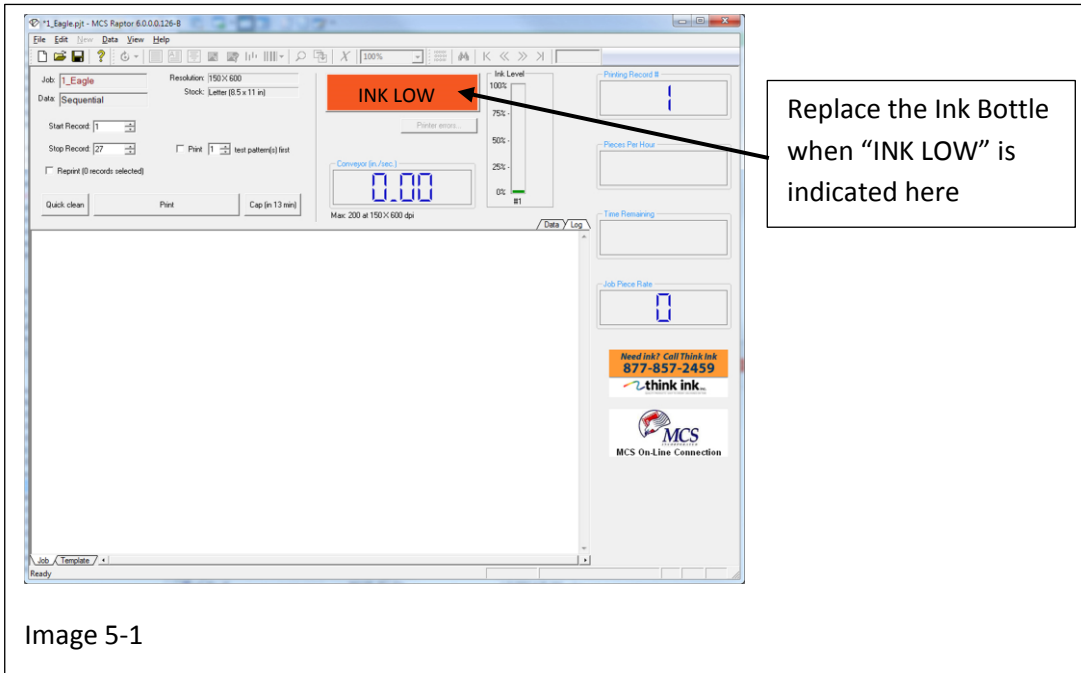 *1_Eagle.pjt - MCS Raptor 6.0.0.0.126-B
File Edit New Data View Help
100%
Job: 1_Eagle
Resolution: 150 X 600
Data: Sequential
Stock: Letter (8.5 x 11 in)
Start Record: 1
Stop Record: 27
Print 1 test pattern(s) first
Reprint (0 records selected)
Quick clean
Print
Cap (in 13 min)
INK LOW
Printer errors...
Conveyor (in./sec.)
0.00
Max: 200 at 150 X 600 dpi
Ink Level
100%
75% -
50% -
25% -
0%
#1
Data
Log
Printing Record #
1
Pieces Per Hour
Time Remaining
Job Piece Rate
0
Need ink? Call Think Ink
877-857-2459
think ink
MCS
MCS On-Line Connection
Job
Template
Ready
Replace the Ink Bottle
when “INK LOW” is
indicated here
Image 5-1